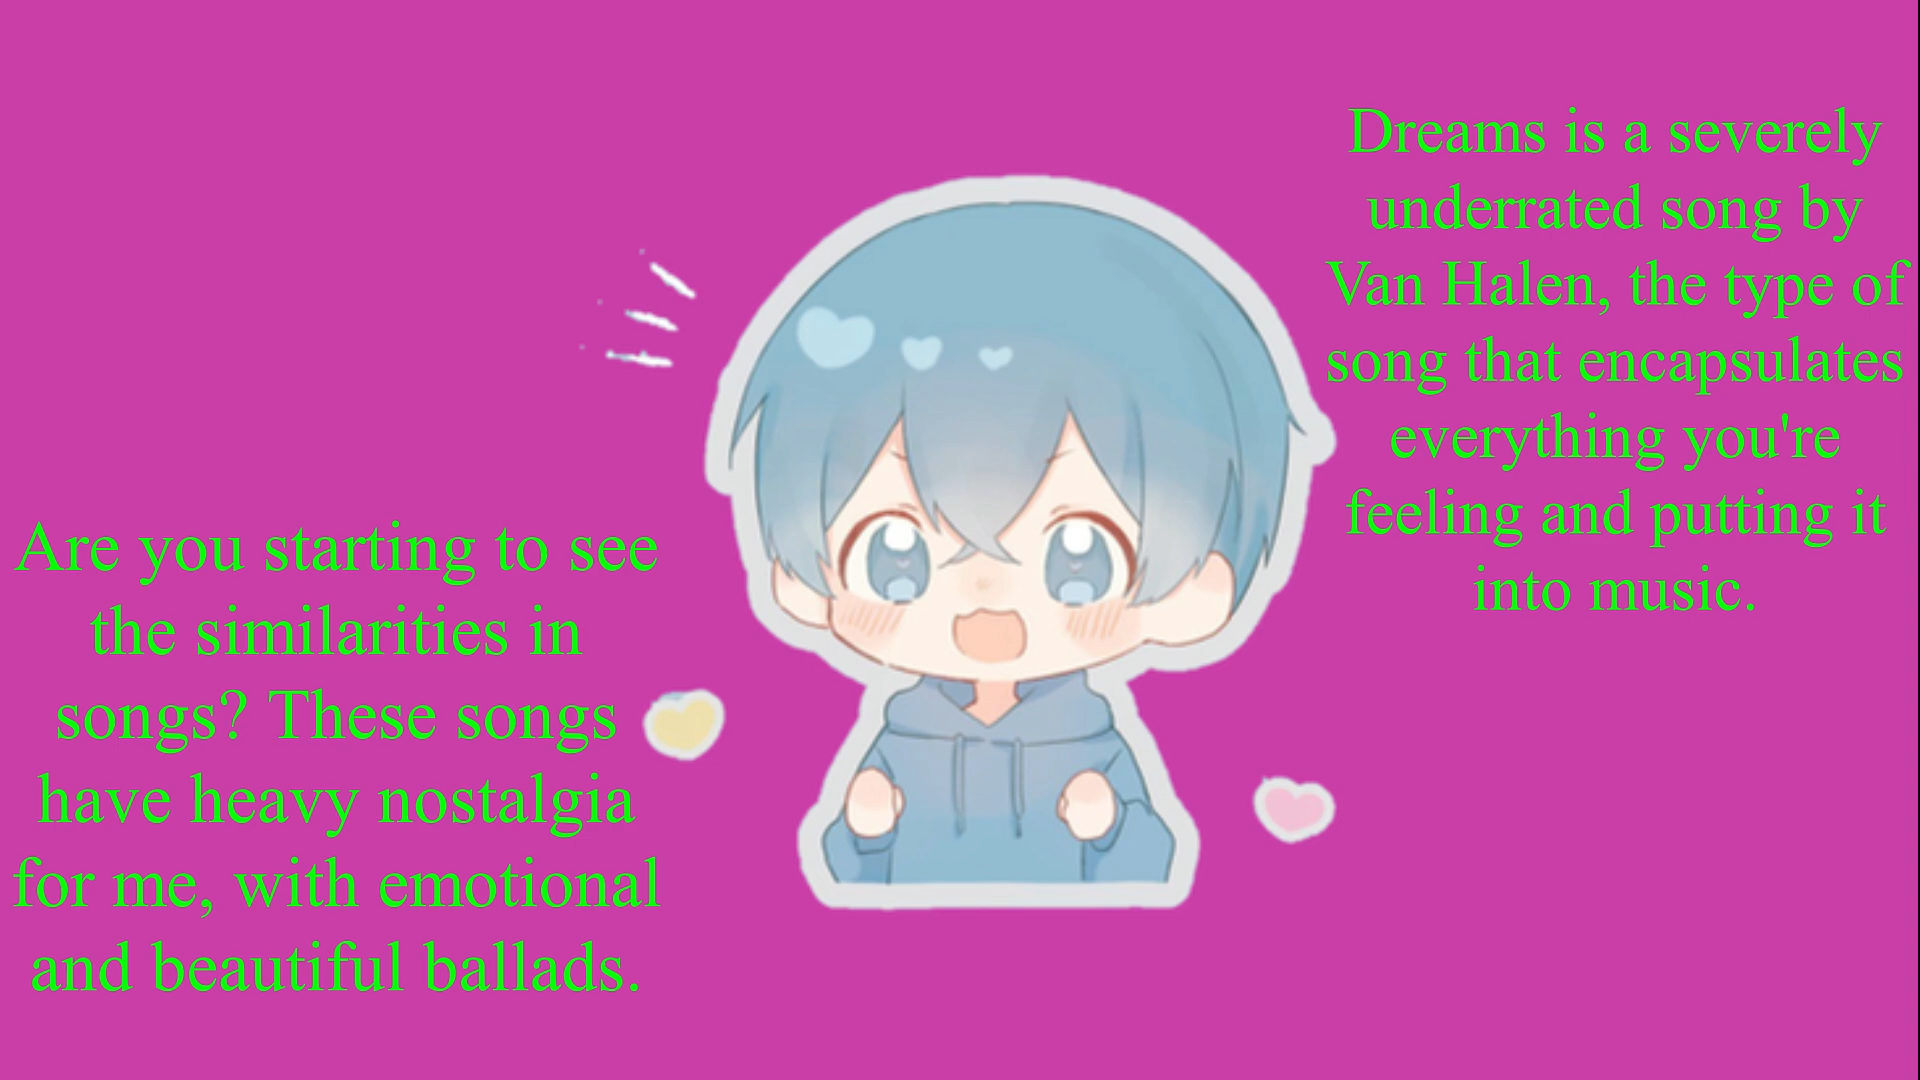 Dreams is a severely
underrated song by
Van Halen, the type of
song that encapsulates
everything you're
feeling and putting it
into music.
Are you starting to see
the similarities in
songs? These songs
have heavy nostalgia
for me, with emotional
and beautiful ballads.